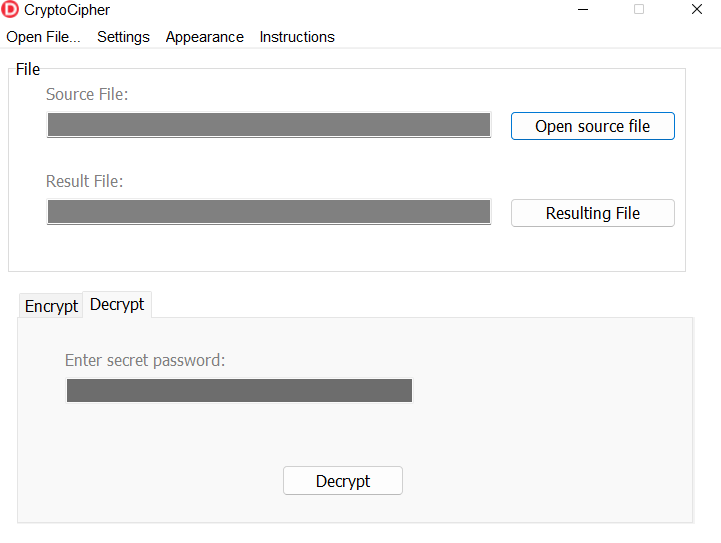 CryptoCipher
Open File... Settings Appearance Instructions
File
Source File:
Open source file
Result File:
Resulting File
Encrypt Decrypt
Enter secret password:
Decrypt